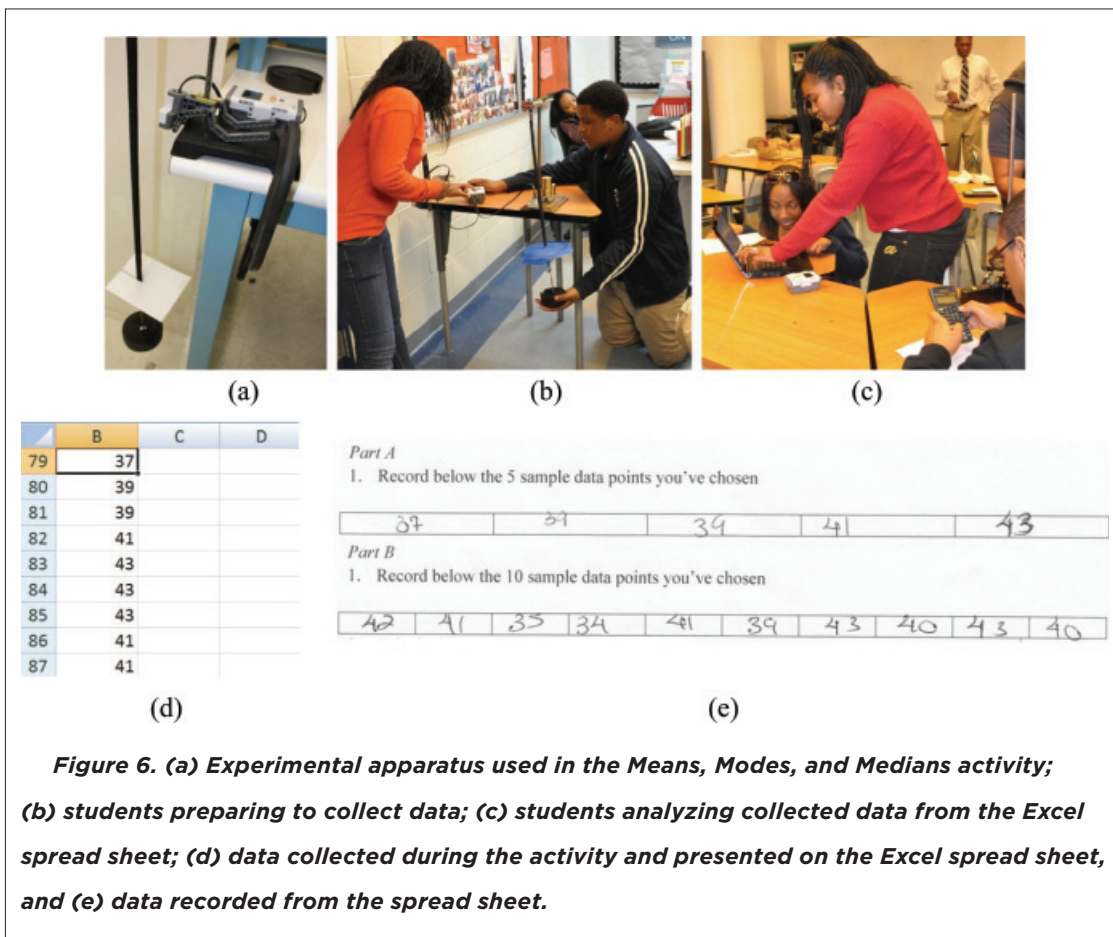 (a)
(b)
(c)
B C D
79 37
80 39
81 39
82 41
83 43
84 43
85 43
86 41
87 41
Part A
1. Record below the 5 sample data points you've chosen
37 39 39 41 43
Part B
1. Record below the 10 sample data points you've chosen
42 41 35 34 41 39 43 40 43 40
(d)
(e)
Figure 6. (a) Experimental apparatus used in the Means, Modes, and Medians activity;
(b) students preparing to collect data; (c) students analyzing collected data from the Excel
spread sheet; (d) data collected during the activity and presented on the Excel spread sheet,
and (e) data recorded from the spread sheet.